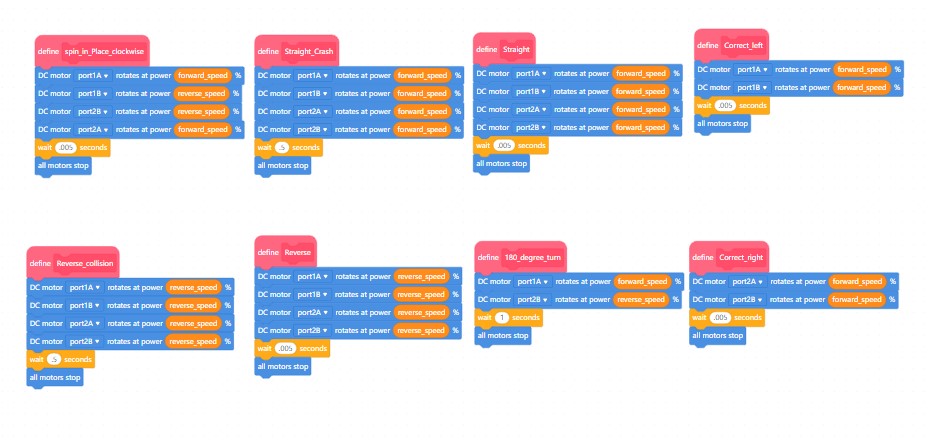 define spin_in_Place_clockwise
DC motor port1A ▾ rotates at power forward_speed %
DC motor port1B ▾ rotates at power reverse_speed %
DC motor port2B ▾ rotates at power reverse_speed %
DC motor port2A ▾ rotates at power forward_speed %
wait .005 seconds
all motors stop
define Straight_Crash
DC motor port1A ▾ rotates at power forward_speed %
DC motor port1B ▾ rotates at power forward_speed %
DC motor port2A ▾ rotates at power forward_speed %
DC motor port2B ▾ rotates at power forward_speed %
wait .5 seconds
all motors stop
define Straight
DC motor port1A ▾ rotates at power forward_speed %
DC motor port1B ▾ rotates at power forward_speed %
DC motor port2A ▾ rotates at power forward_speed %
DC motor port2B ▾ rotates at power forward_speed %
wait .005 seconds
all motors stop
define Correct_left
DC motor port1A ▾ rotates at power forward_speed %
DC motor port1B ▾ rotates at power forward_speed %
wait .005 seconds
all motors stop
define Reverse_collision
DC motor port1A ▾ rotates at power reverse_speed %
DC motor port1B ▾ rotates at power reverse_speed %
DC motor port2A ▾ rotates at power reverse_speed %
DC motor port2B ▾ rotates at power reverse_speed %
wait .5 seconds
all motors stop
define Reverse
DC motor port1A ▾ rotates at power reverse_speed %
DC motor port1B ▾ rotates at power reverse_speed %
DC motor port2A ▾ rotates at power reverse_speed %
DC motor port2B ▾ rotates at power reverse_speed %
wait .005 seconds
all motors stop
define 180_degree_turn
DC motor port1A ▾ rotates at power forward_speed %
DC motor port2B ▾ rotates at power reverse_speed %
wait 1 seconds
all motors stop
define Correct_right
DC motor port2A ▾ rotates at power forward_speed %
DC motor port2B ▾ rotates at power forward_speed %
wait .005 seconds
all motors stop